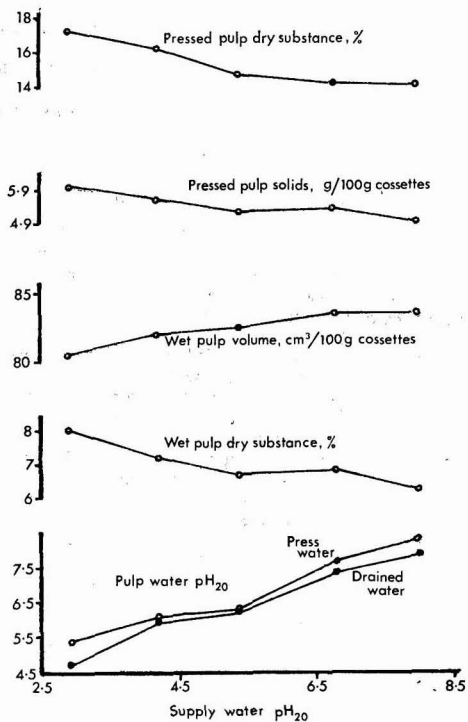 18
16
14
Pressed pulp dry substance, %
5·9
4·9
Pressed pulp solids, g/100g cossettes
85
80
Wet pulp volume, cm³/100g cossettes
8
7
6
Wet pulp dry substance, %
7·5
6·5
5·5
4·5
Pulp water pH₂₀
Press
water
Drained
water
2·5 4·5 6·5 8·5
Supply water pH₂₀